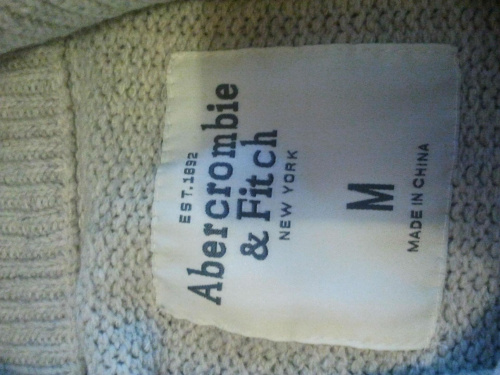 EST.1892
Abercrombie
& Fitch
NEW YORK
M
MADE IN CHINA